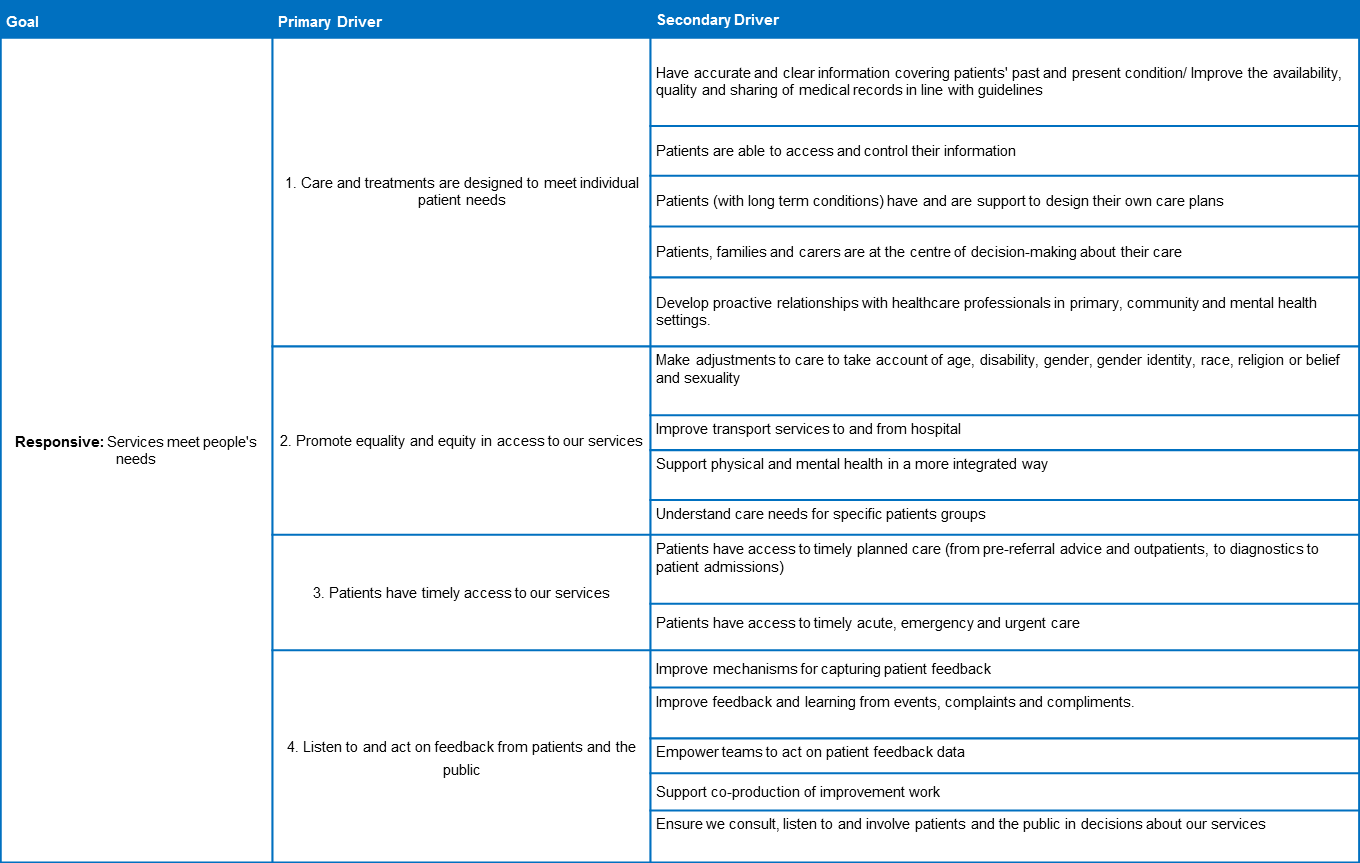 Goal
Primary Driver
Secondary Driver
Responsive: Services meet people's
needs
1. Care and treatments are designed to meet individual
patient needs
Have accurate and clear information covering patients' past and present condition/ Improve the availability,
quality and sharing of medical records in line with guidelines
Patients are able to access and control their information
Patients (with long term conditions) have and are support to design their own care plans
Patients, families and carers are at the centre of decision-making about their care
Develop proactive relationships with healthcare professionals in primary, community and mental health
settings.
2. Promote equality and equity in access to our services
Make adjustments to care to take account of age, disability, gender, gender identity, race, religion or belief
and sexuality
Improve transport services to and from hospital
Support physical and mental health in a more integrated way
Understand care needs for specific patients groups
3. Patients have timely access to our services
Patients have access to timely planned care (from pre-referral advice and outpatients, to diagnostics to
patient admissions)
Patients have access to timely acute, emergency and urgent care
4. Listen to and act on feedback from patients and the
public
Improve mechanisms for capturing patient feedback
Improve feedback and learning from events, complaints and compliments.
Empower teams to act on patient feedback data
Support co-production of improvement work
Ensure we consult, listen to and involve patients and the public in decisions about our services